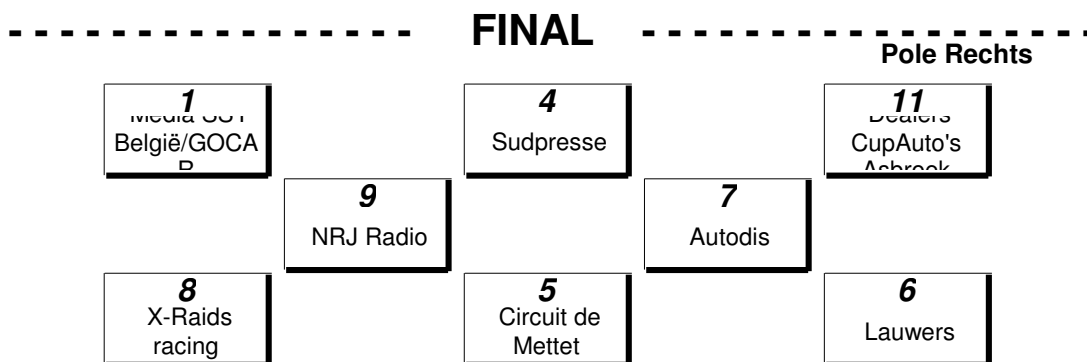 FINAL
Pole Rechts
1
België/GOCA
4
Sudpresse
11
CupAuto's
9
NRJ Radio
7
Autodis
8
X-Raids
racing
5
Circuit de
Mettet
6
Lauwers